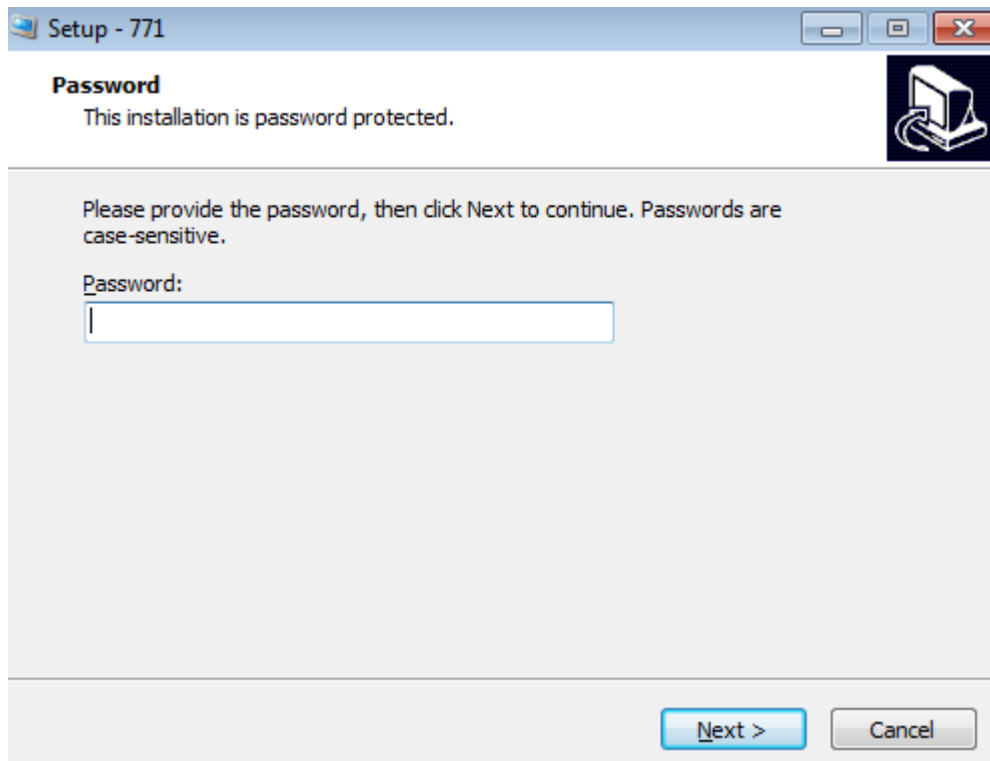 Setup - 771
Password
This installation is password protected.
Please provide the password, then click Next to continue. Passwords are
case-sensitive.
Password:
Next >
Cancel